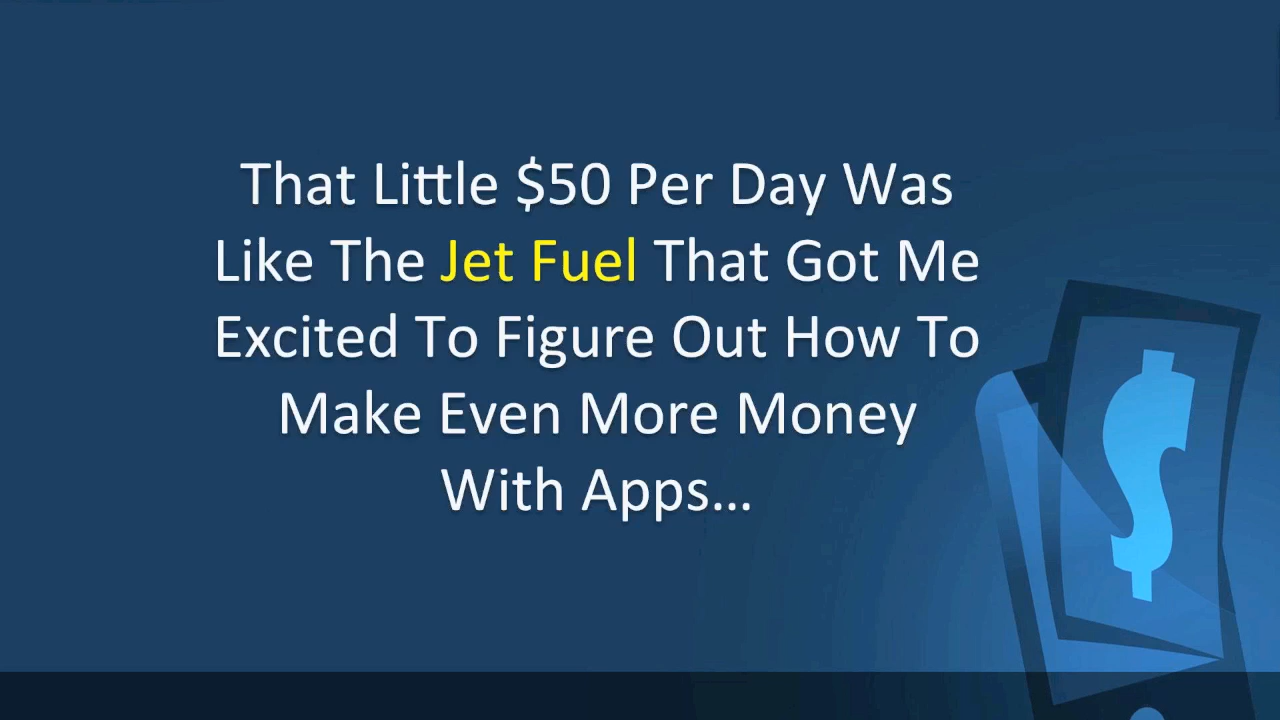 That Little $50 Per Day Was
Like The Jet Fuel That Got Me
Excited To Figure Out How To
Make Even More Money
With Apps...